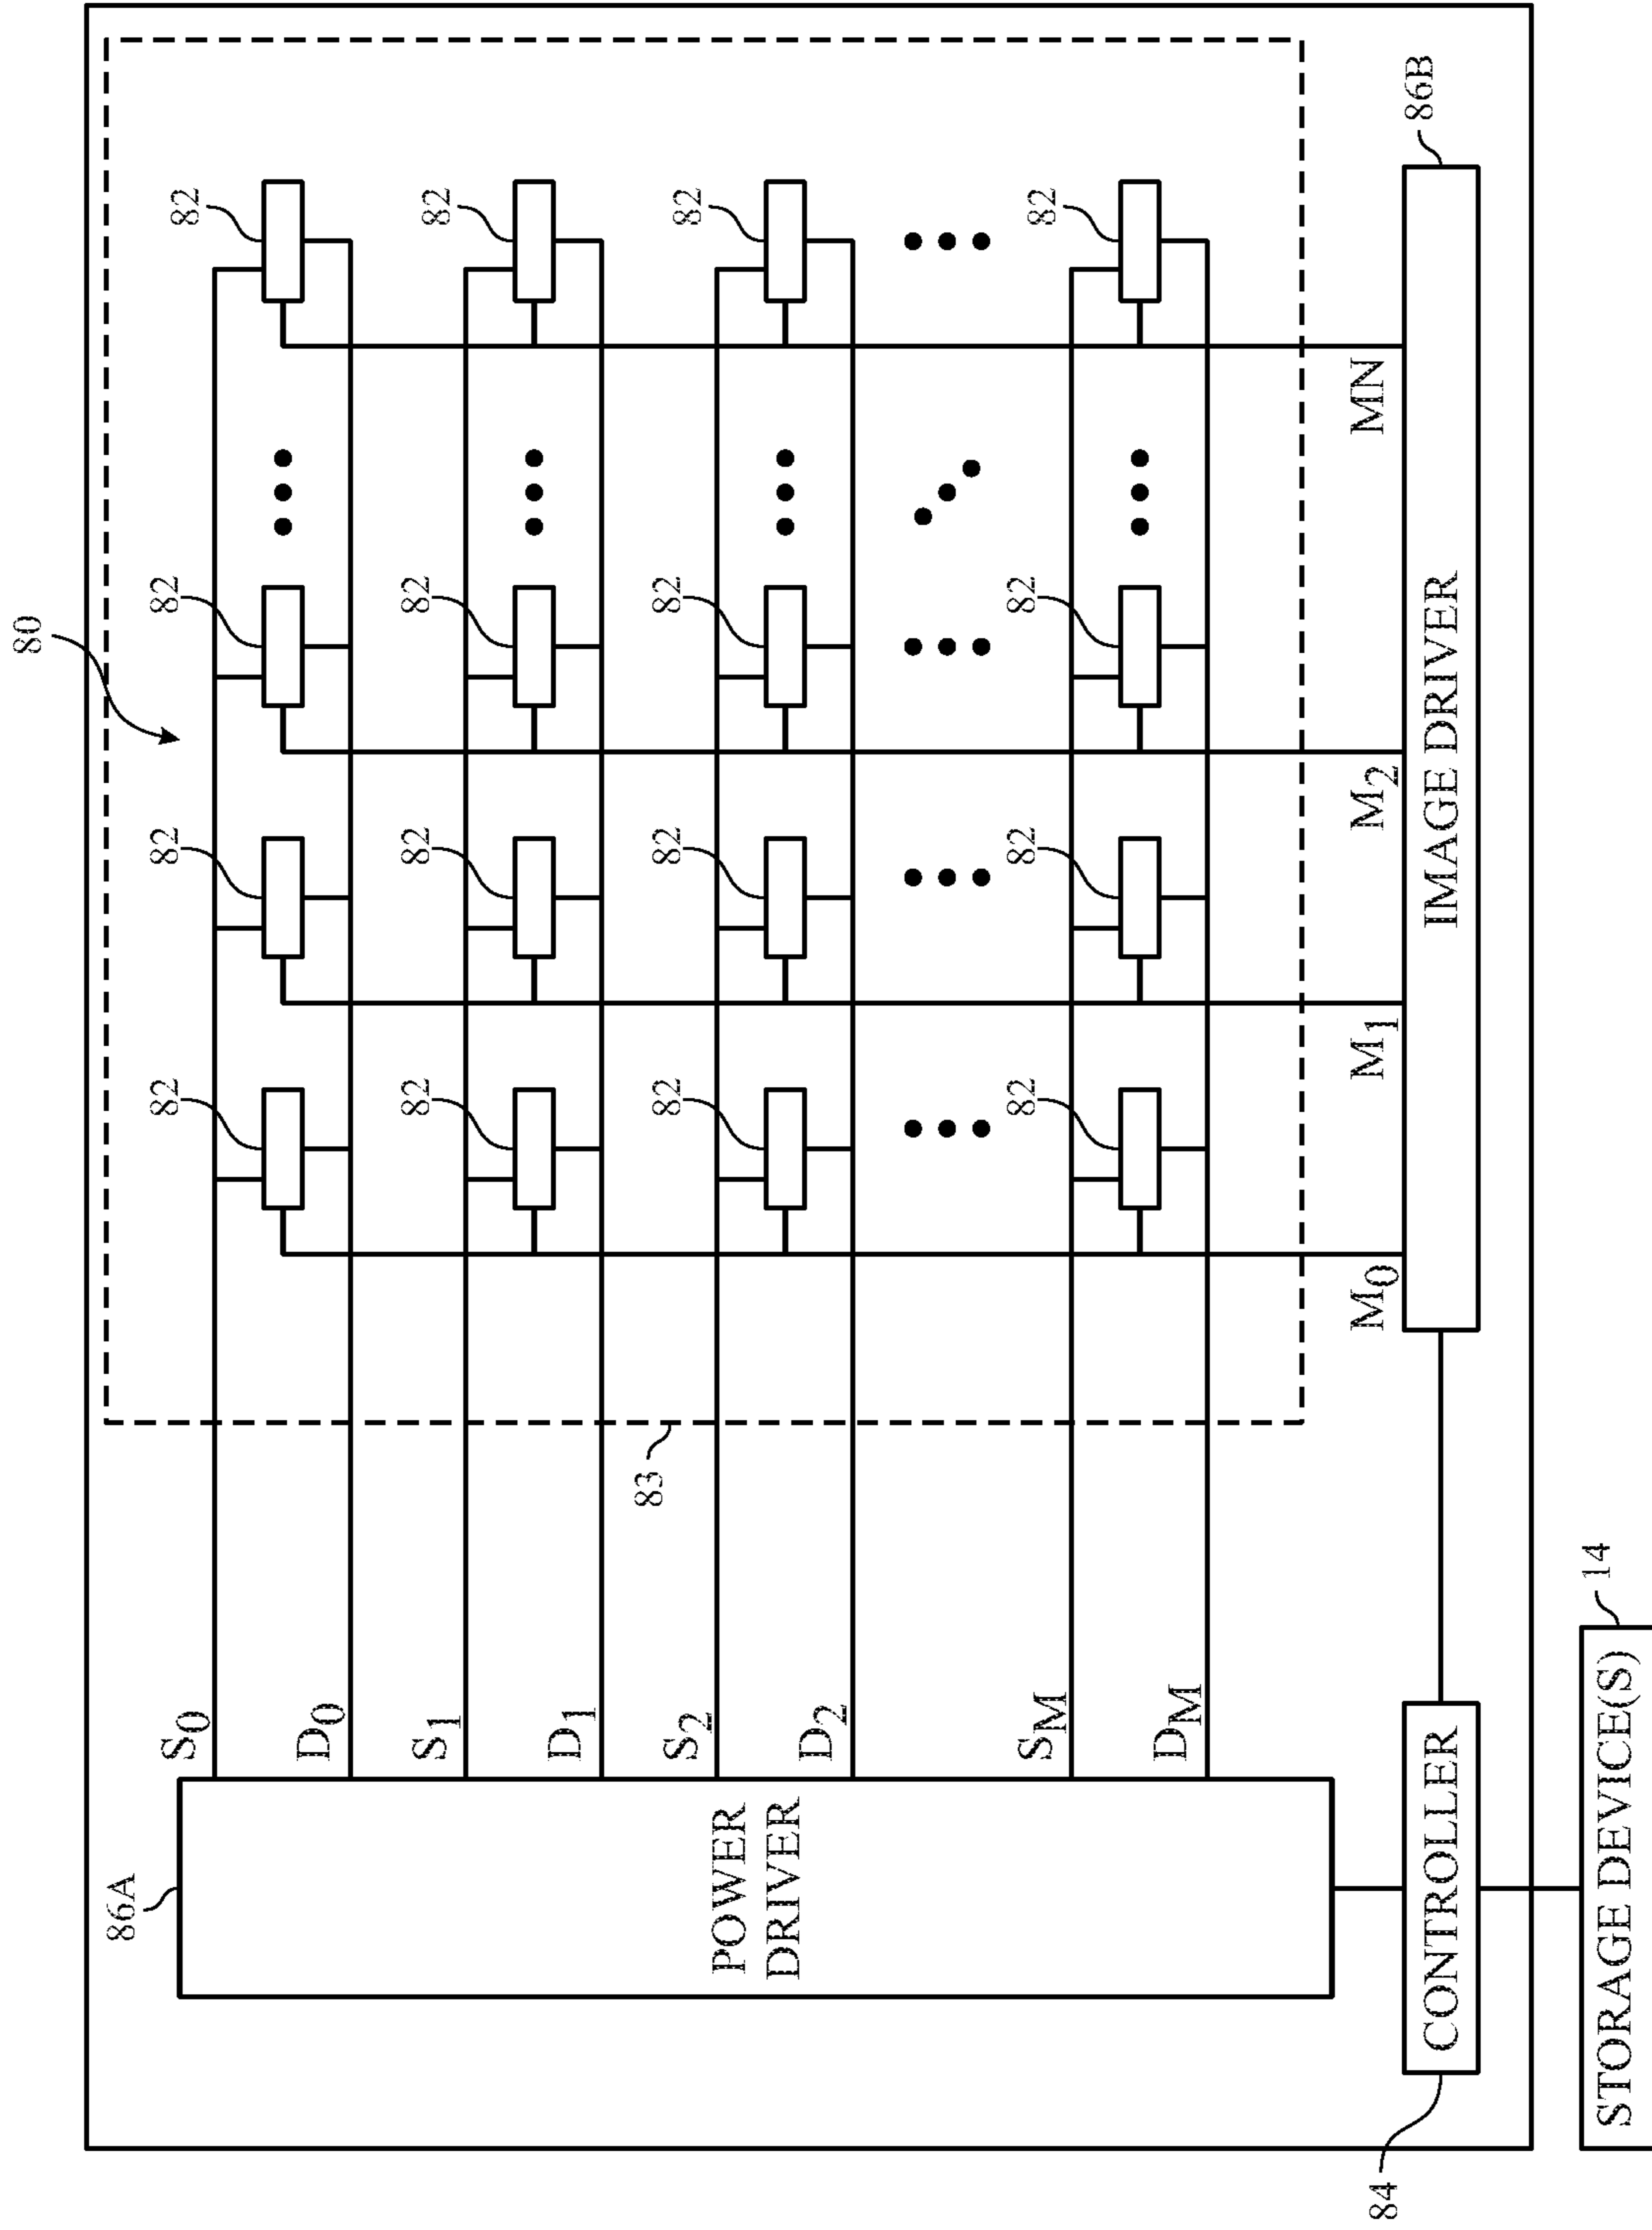 80
86A
S0 82 82 82 82
D0
S1 82 82 82 82
D1
83
S2 82 82 82 82
POWER
DRIVER
D2
SM 82 82 82 82
DM
M0 M1 M2 MN
84
86B
CONTROLLER
IMAGE DRIVER
14
STORAGE DEVICE(S)